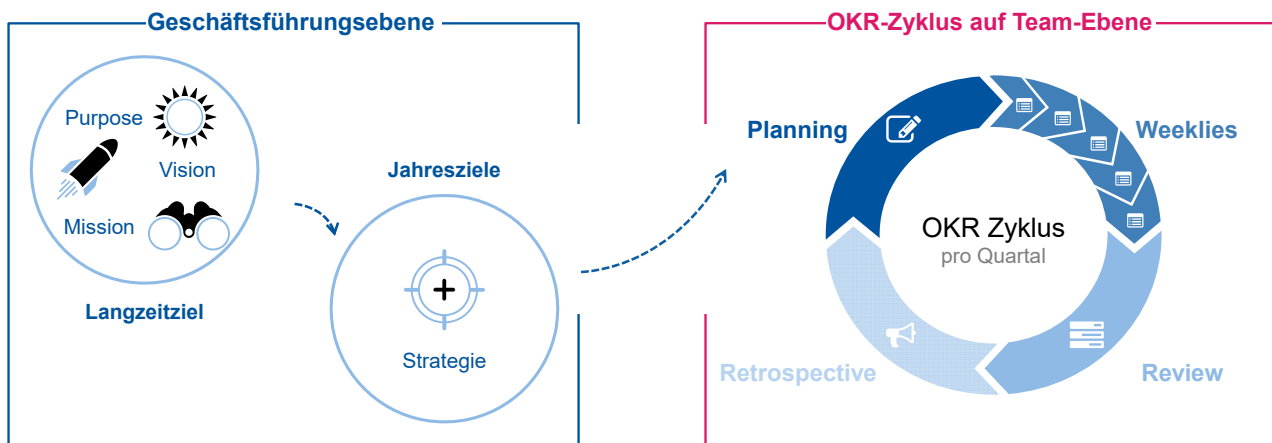 Geschäftsführungsebene
Purpose
Vision
Mission
Langzeitziel
Jahresziele
Strategie
OKR-Zyklus auf Team-Ebene
Planning
Weeklies
OKR Zyklus
pro Quartal
Retrospective
Review